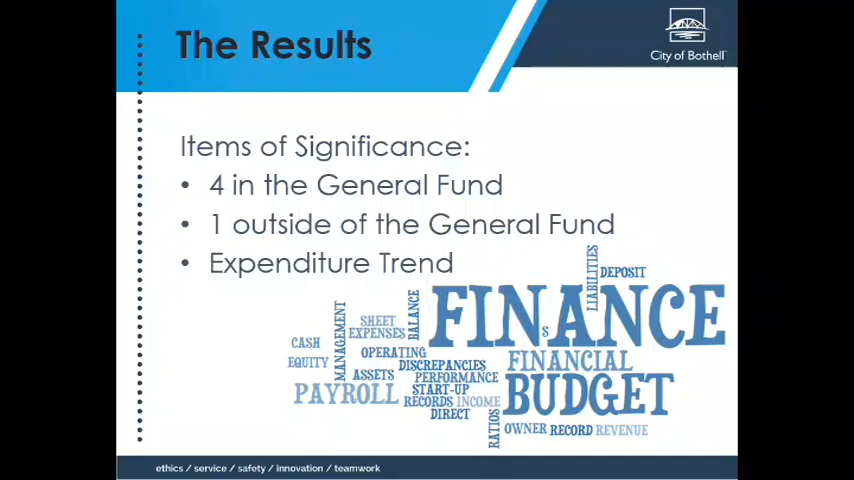 The Results
City of Bothell
Items of Significance:
• 4 in the General Fund
• 1 outside of the General Fund
• Expenditure Trend
LIABILITIES
DEPOSIT
FINANCE
S
BALANCE
MANAGEMENT
SHEET
EXPENSES
CASH
EQUITY
OPERATING
DISCREPANCIES
FINANCIAL
ASSETS
PERFORMANCE
PAYROLL
START-UP
BUDGET
RECORDS INCOME
DIRECT
RATIOS
OWNER RECORD REVENUE
ethics / service / safety / innovation / teamwork